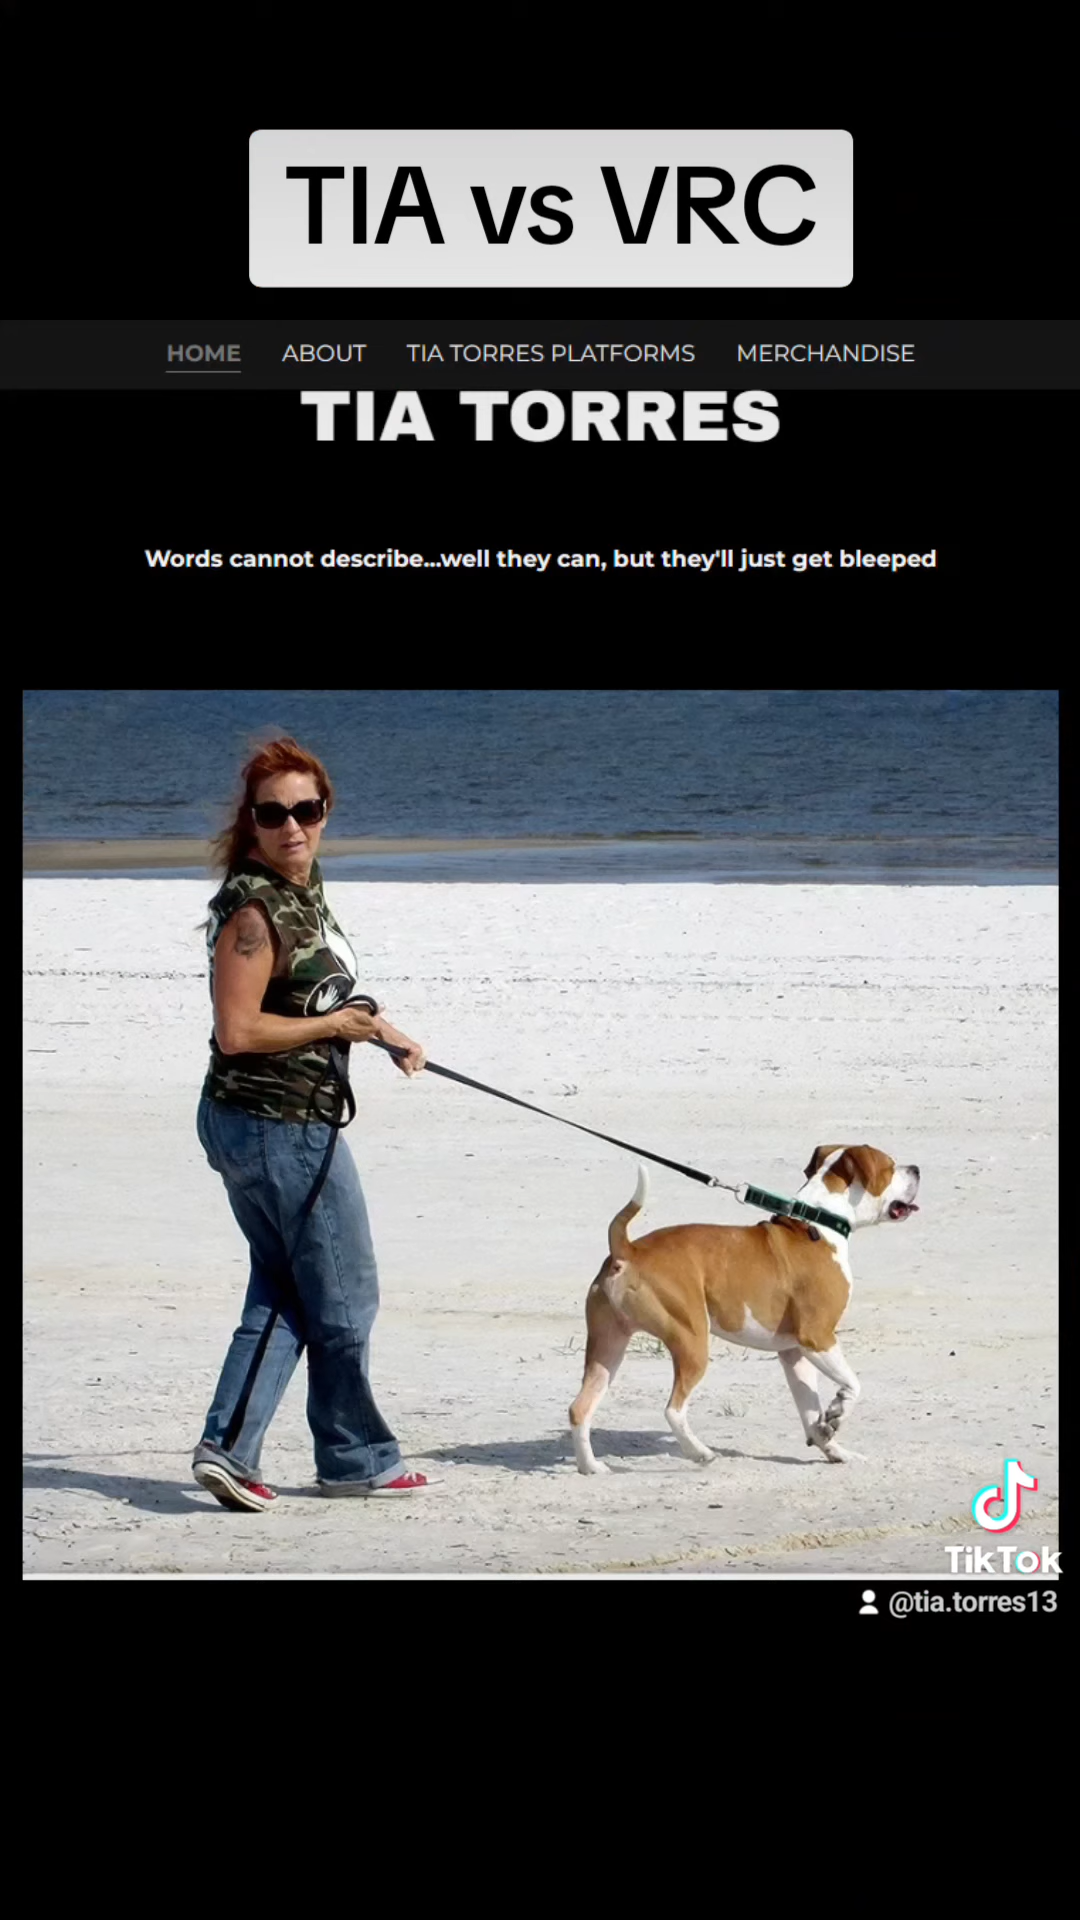 TIA vs VRC
HOME ABOUT TIA TORRES PLATFORMS MERCHANDISE
TIA TORRES
Words cannot describe...well they can, but they'll just get bleeped
TikTok
@tia.torres13